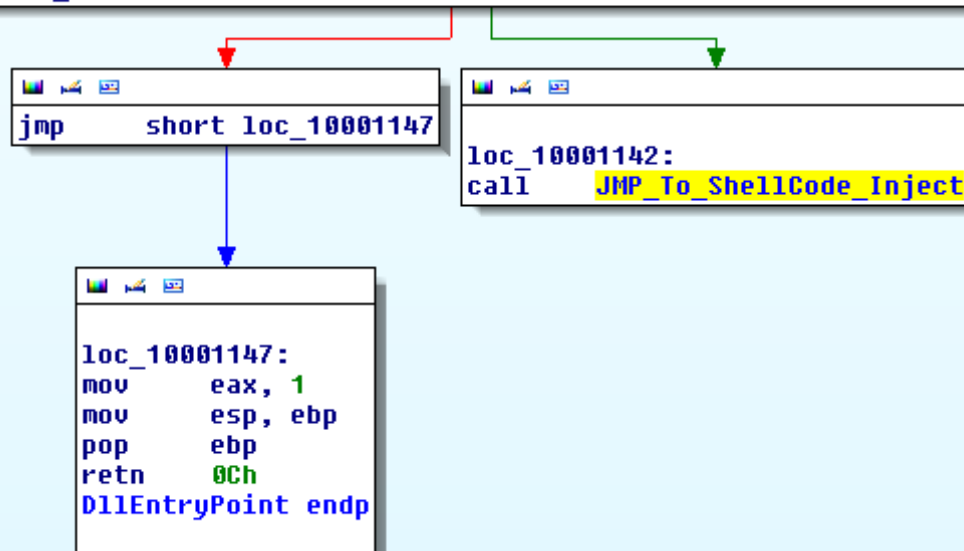 jmp short loc_10001147
loc_10001142:
call JMP_To_ShellCode_Inject
loc_10001147:
mov eax, 1
mov esp, ebp
pop ebp
retn 0Ch
DllEntryPoint endp